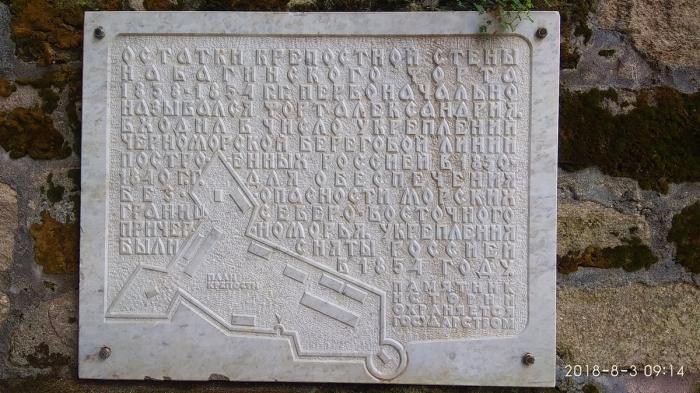 ОСТАТКИ КРЕПОСТНОЙ СТЕНЫ
НАВАГИНСКОГО ФОРТА
1838-1854 ГГ. ПЕРВОНАЧАЛЬНО
НАЗЫВАЛСЯ ФОРТ АЛЕКСАНДРИЯ.
ВХОДИЛ В ЧИСЛО УКРЕПЛЕНИЙ
ЧЕРНОМОРСКОЙ БЕРЕГОВОЙ ЛИНИИ
ПОСТРОЕННЫХ РОССИЕЙ В 1830-
1840 ГГ. ДЛЯ ОБЕСПЕЧЕНИЯ
БЕЗОПАСНОСТИ МОРСКИХ
ГРАНИЦ СЕВЕРО-ВОСТОЧНОГО
ПРИЧЕРНОМОРЬЯ УКРЕПЛЕНИЯ
БЫЛИ СНЯТЫ РОССИЕЙ
В 1854 ГОДУ
ПЛАН
КРЕПОСТИ
ПАМЯТНИК
ИСТОРИИ
ОХРАНЯЕТСЯ
ГОСУДАРСТВОМ
2018-8-3 09:14